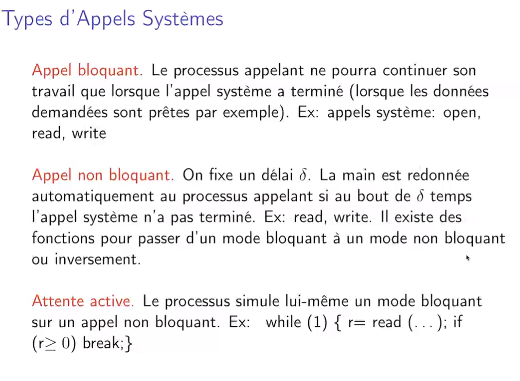 Types d'Appels Systèmes
Appel bloquant. Le processus appelant ne pourra continuer son
travail que lorsque l'appel système a terminé (lorsque les données
demandées sont prêtes par exemple). Ex: appels système: open,
read, write
Appel non bloquant. On fixe un délai δ. La main est redonnée
automatiquement au processus appelant si au bout de δ temps
l'appel système n'a pas terminé. Ex: read, write. Il existe des
fonctions pour passer d'un mode bloquant à un mode non bloquant
ou inversement.
Attente active. Le processus simule lui-même un mode bloquant
sur un appel non bloquant. Ex: while (1) { r= read (...); if
(r≥ 0) break;}